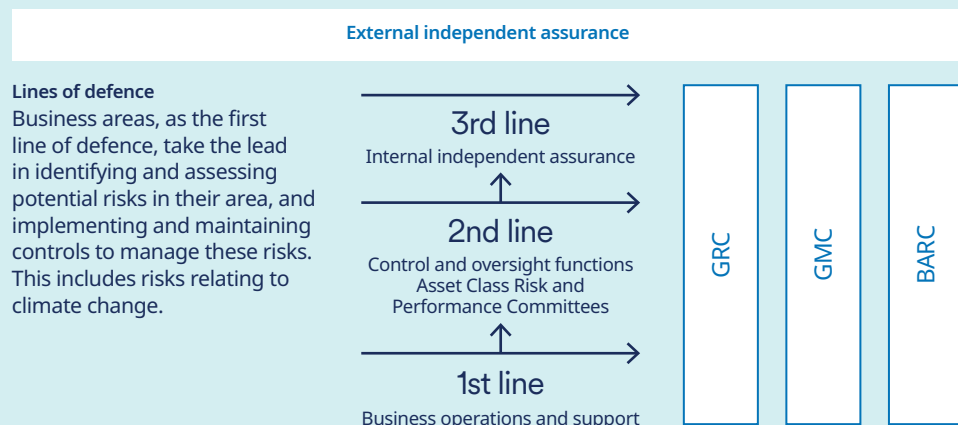 External independent assurance
Lines of defence
Business areas, as the first
line of defence, take the lead
in identifying and assessing
potential risks in their area, and
implementing and maintaining
controls to manage these risks.
This includes risks relating to
climate change.
3rd line
Internal independent assurance
2nd line
Control and oversight functions
Asset Class Risk and
Performance Committees
1st line
Business operations and support
GRC
GMC
BARC